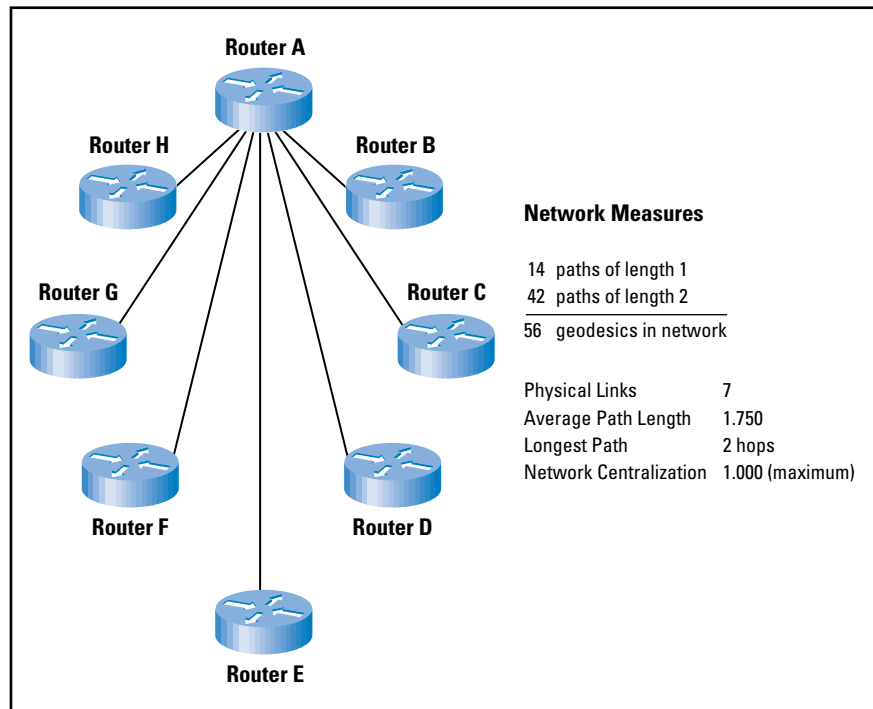 Router A
Router H
Router B
Router G
Router C
Router F
Router D
Router E
Network Measures
14 paths of length 1
42 paths of length 2
56 geodesics in network
Physical Links 7
Average Path Length 1.750
Longest Path 2 hops
Network Centralization 1.000 (maximum)